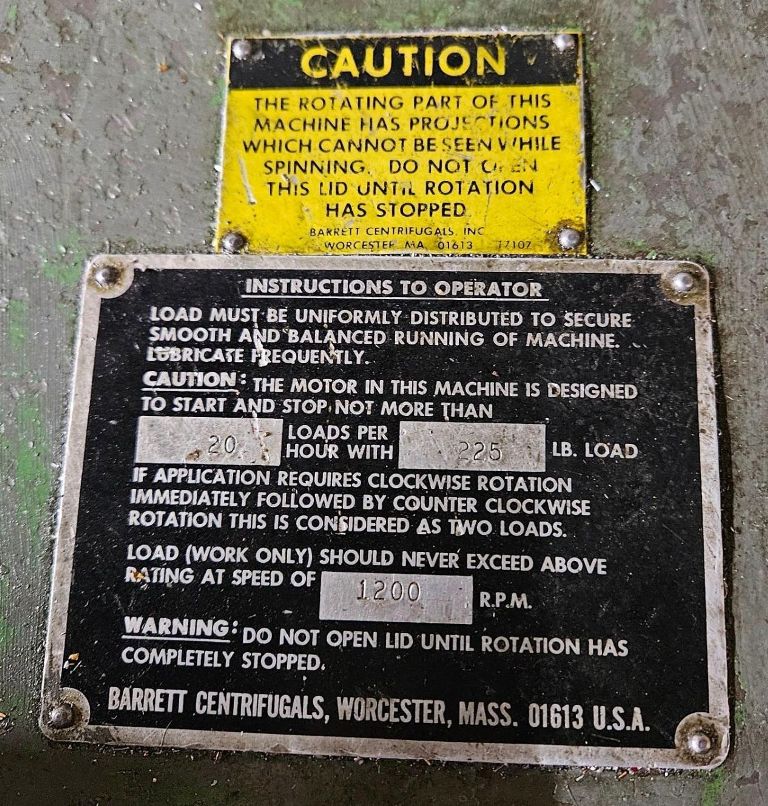 CAUTION
THE ROTATING PART OF THIS
MACHINE HAS PROJECTIONS
WHICH CANNOT BE SEEN WHILE
SPINNING. DO NOT OPEN
THIS LID UNTIL ROTATION
HAS STOPPED
BARRETT CENTRIFUGALS, INC
WORCESTER MA 01613 17107
INSTRUCTIONS TO OPERATOR
LOAD MUST BE UNIFORMLY DISTRIBUTED TO SECURE
SMOOTH AND BALANCED RUNNING OF MACHINE.
LUBRICATE FREQUENTLY.
CAUTION: THE MOTOR IN THIS MACHINE IS DESIGNED
TO START AND STOP NOT MORE THAN
20 LOADS PER HOUR WITH 225 LB. LOAD
IF APPLICATION REQUIRES CLOCKWISE ROTATION
IMMEDIATELY FOLLOWED BY COUNTER CLOCKWISE
ROTATION THIS IS CONSIDERED AS TWO LOADS.
LOAD (WORK ONLY) SHOULD NEVER EXCEED ABOVE
RATING AT SPEED OF 1200 R.P.M.
WARNING: DO NOT OPEN LID UNTIL ROTATION HAS
COMPLETELY STOPPED.
BARRETT CENTRIFUGALS, WORCESTER, MASS. 01613 U.S.A.